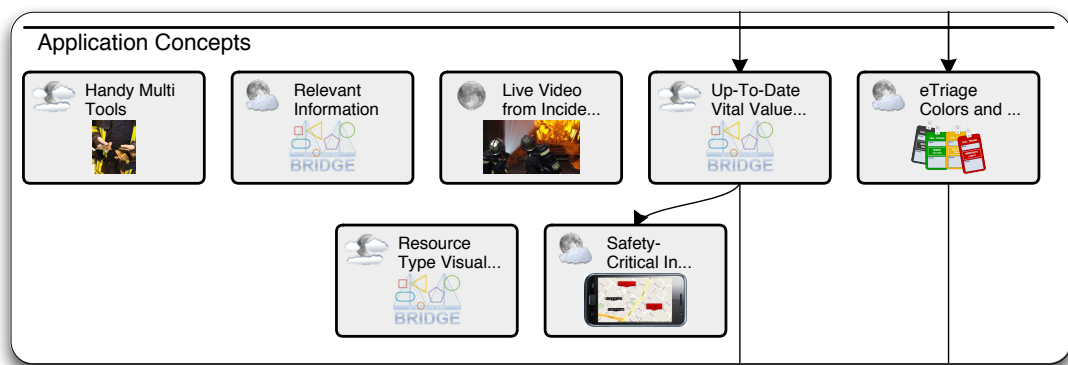 Application Concepts
Handy Multi
Tools
Relevant
Information
BRIDGE
Live Video
from Incide...
Up-To-Date
Vital Value...
BRIDGE
eTriage
Colors and ...
Resource
Type Visual...
BRIDGE
Safety-
Critical In...